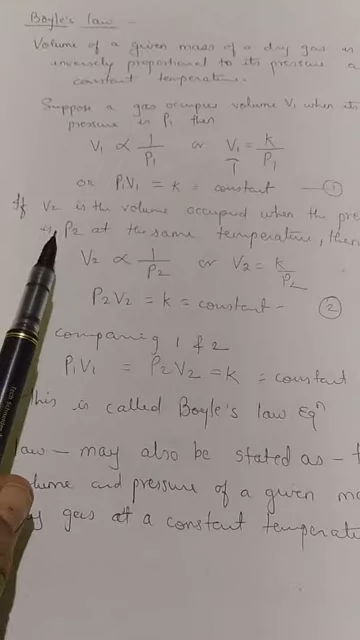 Boyle's law -
Volume of a given mass of a dry gas is
inversely proportional to its pressure a
constant temperature.
Suppose a gas occupies volume V1 when its
pressure is P1 then
V1 ∝ 1/P1 or V1/T = K/P1
or P1V1 = K = constant — ①
If V2 is the volume occupied when the pre
is P2 at the same temperature, then
V2 ∝ 1/P2 or V2 = K/P2
P2V2 = K = constant - ②
Comparing 1 & 2
P1V1 = P2V2 = K = constant
This is called Boyle's law Eqn
law - may also be stated as - t
volume and pressure of a given ma
gas at a constant temperatu